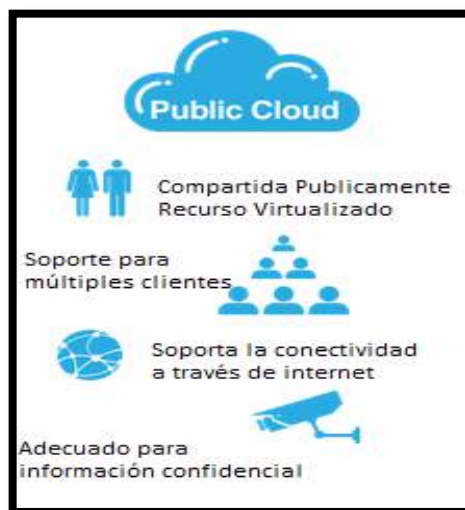 Public Cloud
Compartida Publicamente
Recurso Virtualizado
Soporte para
múltiples clientes
Soporta la conectividad
a través de internet
Adecuado para
información confidencial